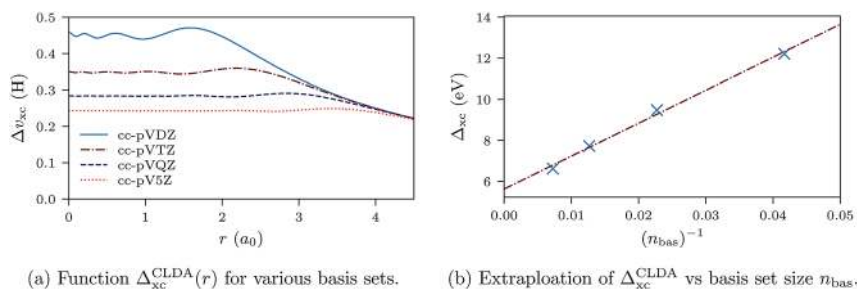 0.5
0.4
0.3
0.2
0.1
0.0
Δv_xc (H)
cc-pVDZ
cc-pVTZ
cc-pVQZ
cc-pV5Z
0 1 2 3 4
r (a₀)
(a) Function Δ_xc^CLDA(r) for various basis sets.
14
12
10
8
6
Δ_xc (eV)
0.00 0.01 0.02 0.03 0.04 0.05
(n_bas)⁻¹
(b) Extraploation of Δ_xc^CLDA vs basis set size n_bas.